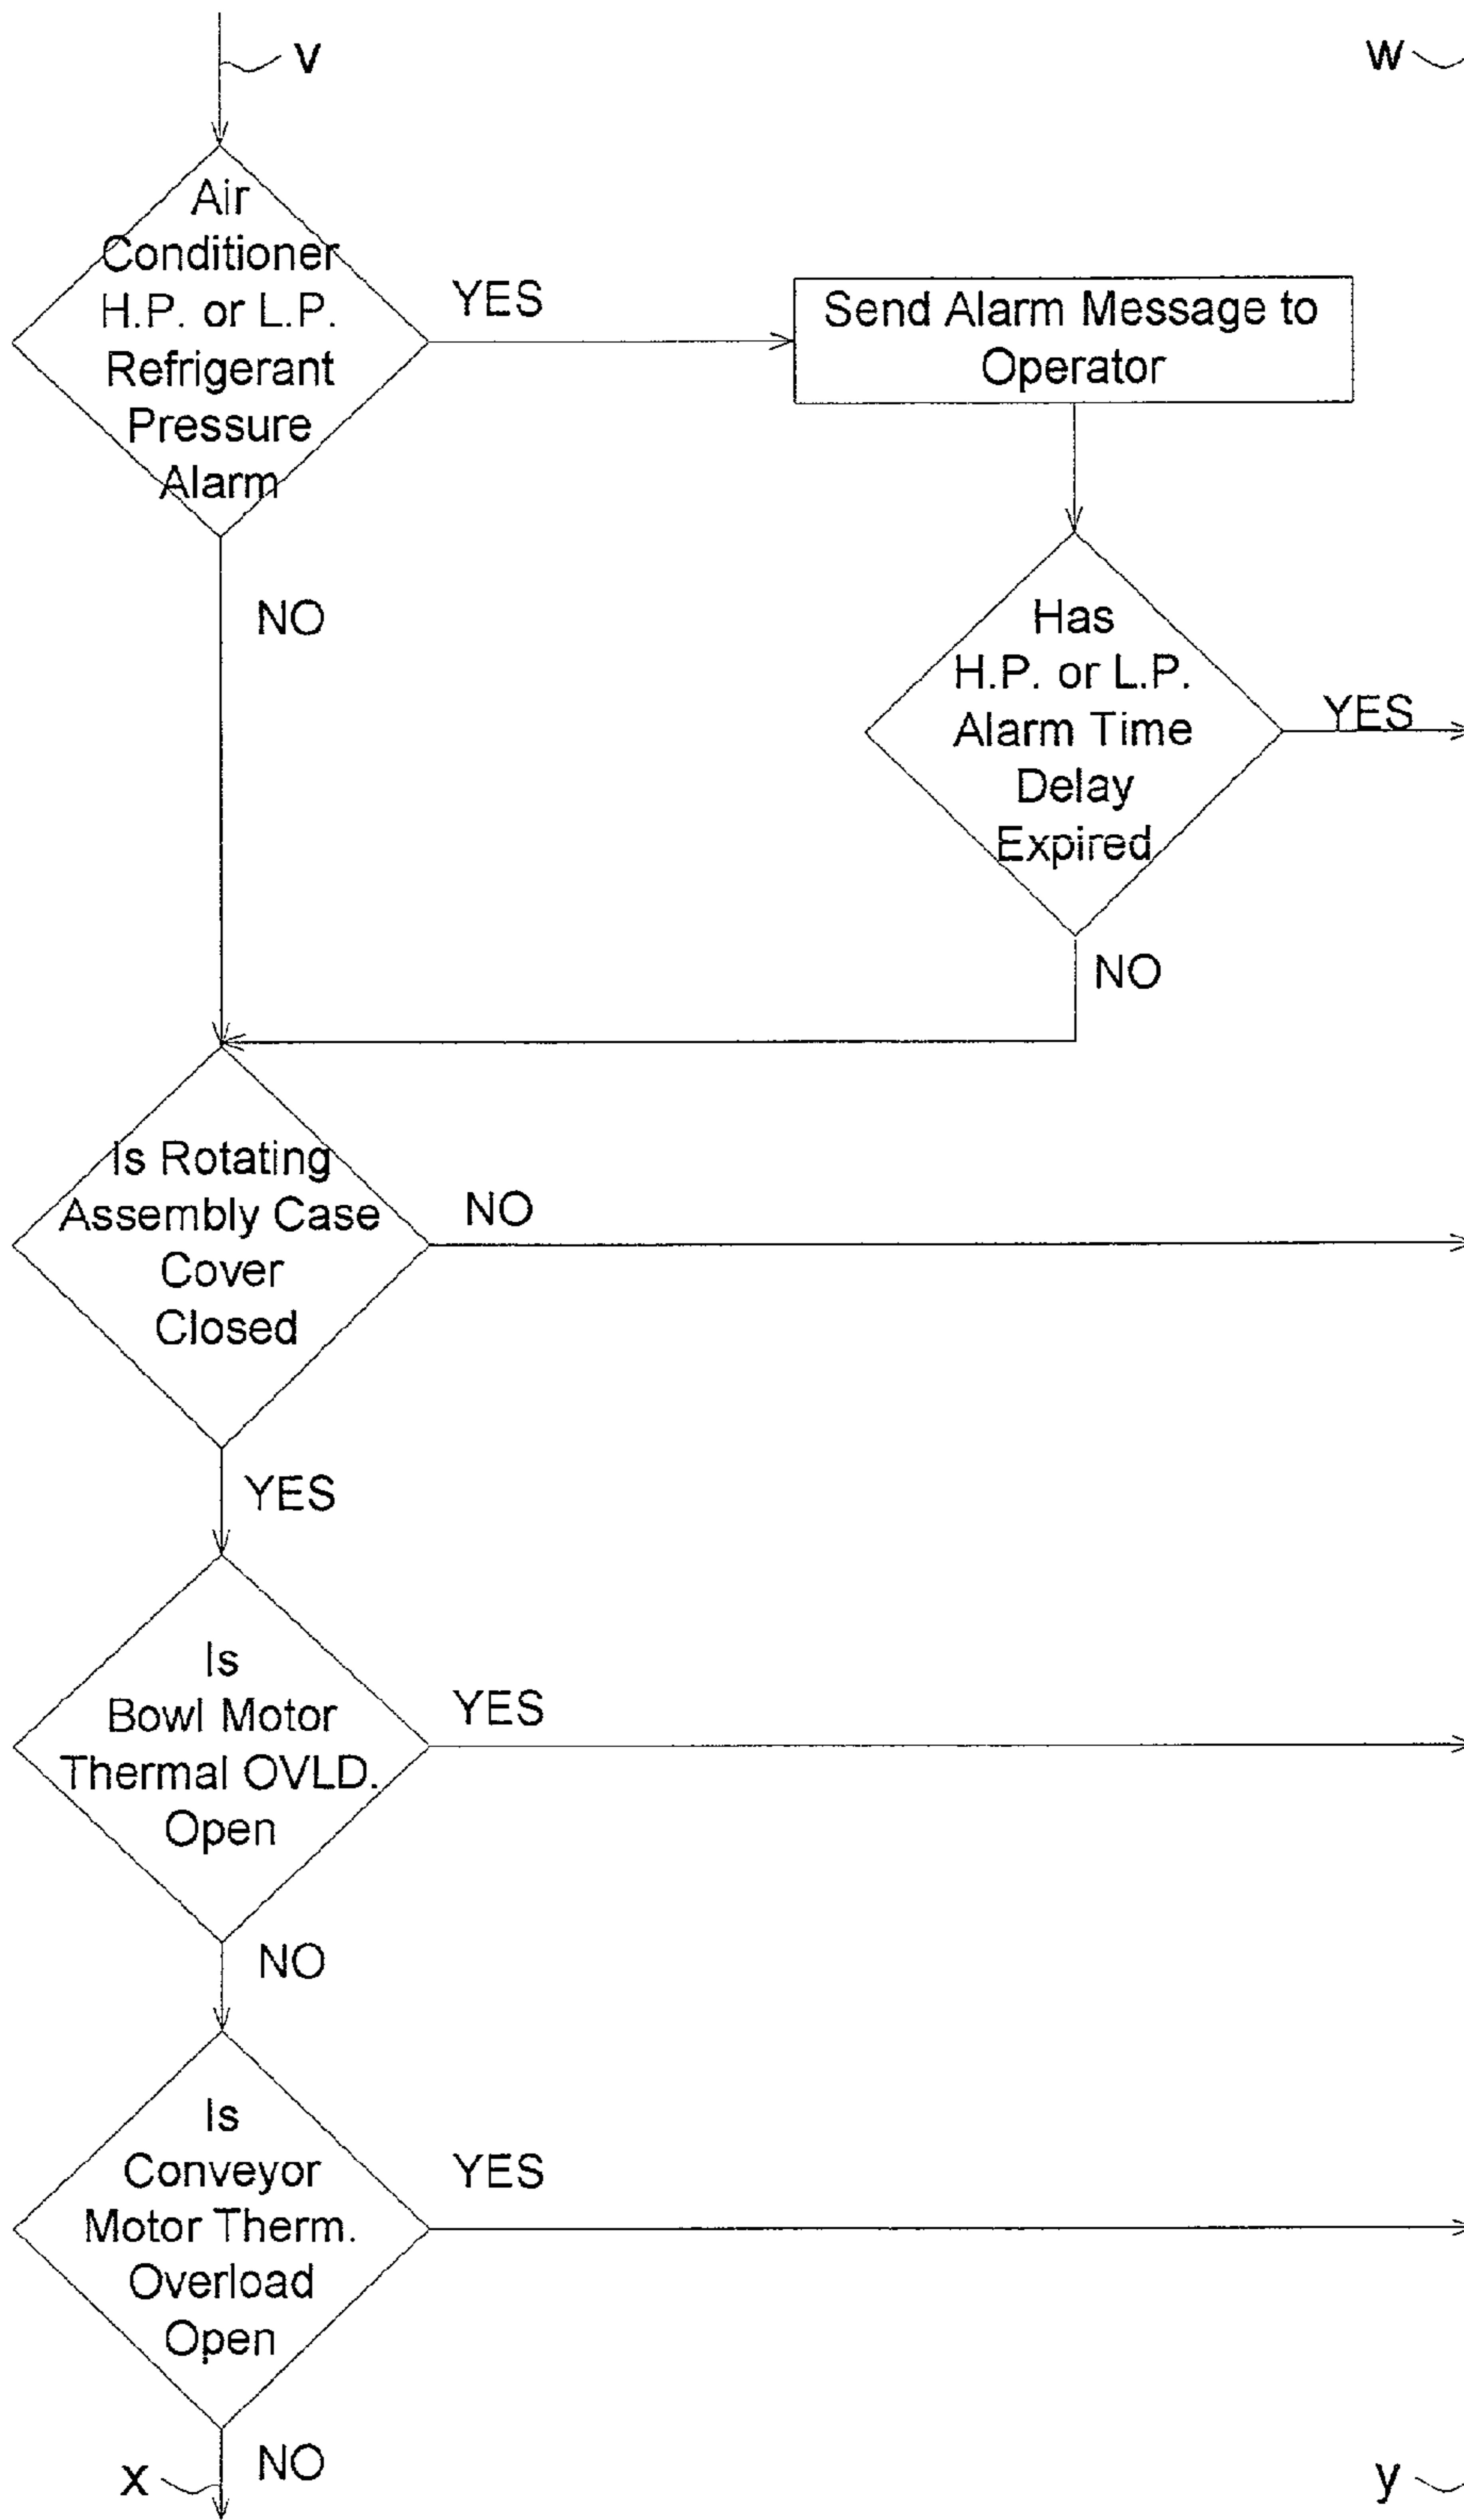 v
w
Air
Conditioner
H.P. or L.P.
Refrigerant
Pressure
Alarm
YES
Send Alarm Message to
Operator
NO
Has
H.P. or L.P.
Alarm Time
Delay
Expired
YES
NO
Is Rotating
Assembly Case
Cover
Closed
NO
YES
Is
Bowl Motor
Thermal OVLD.
Open
YES
NO
Is
Conveyor
Motor Therm.
Overload
Open
YES
NO
x
y